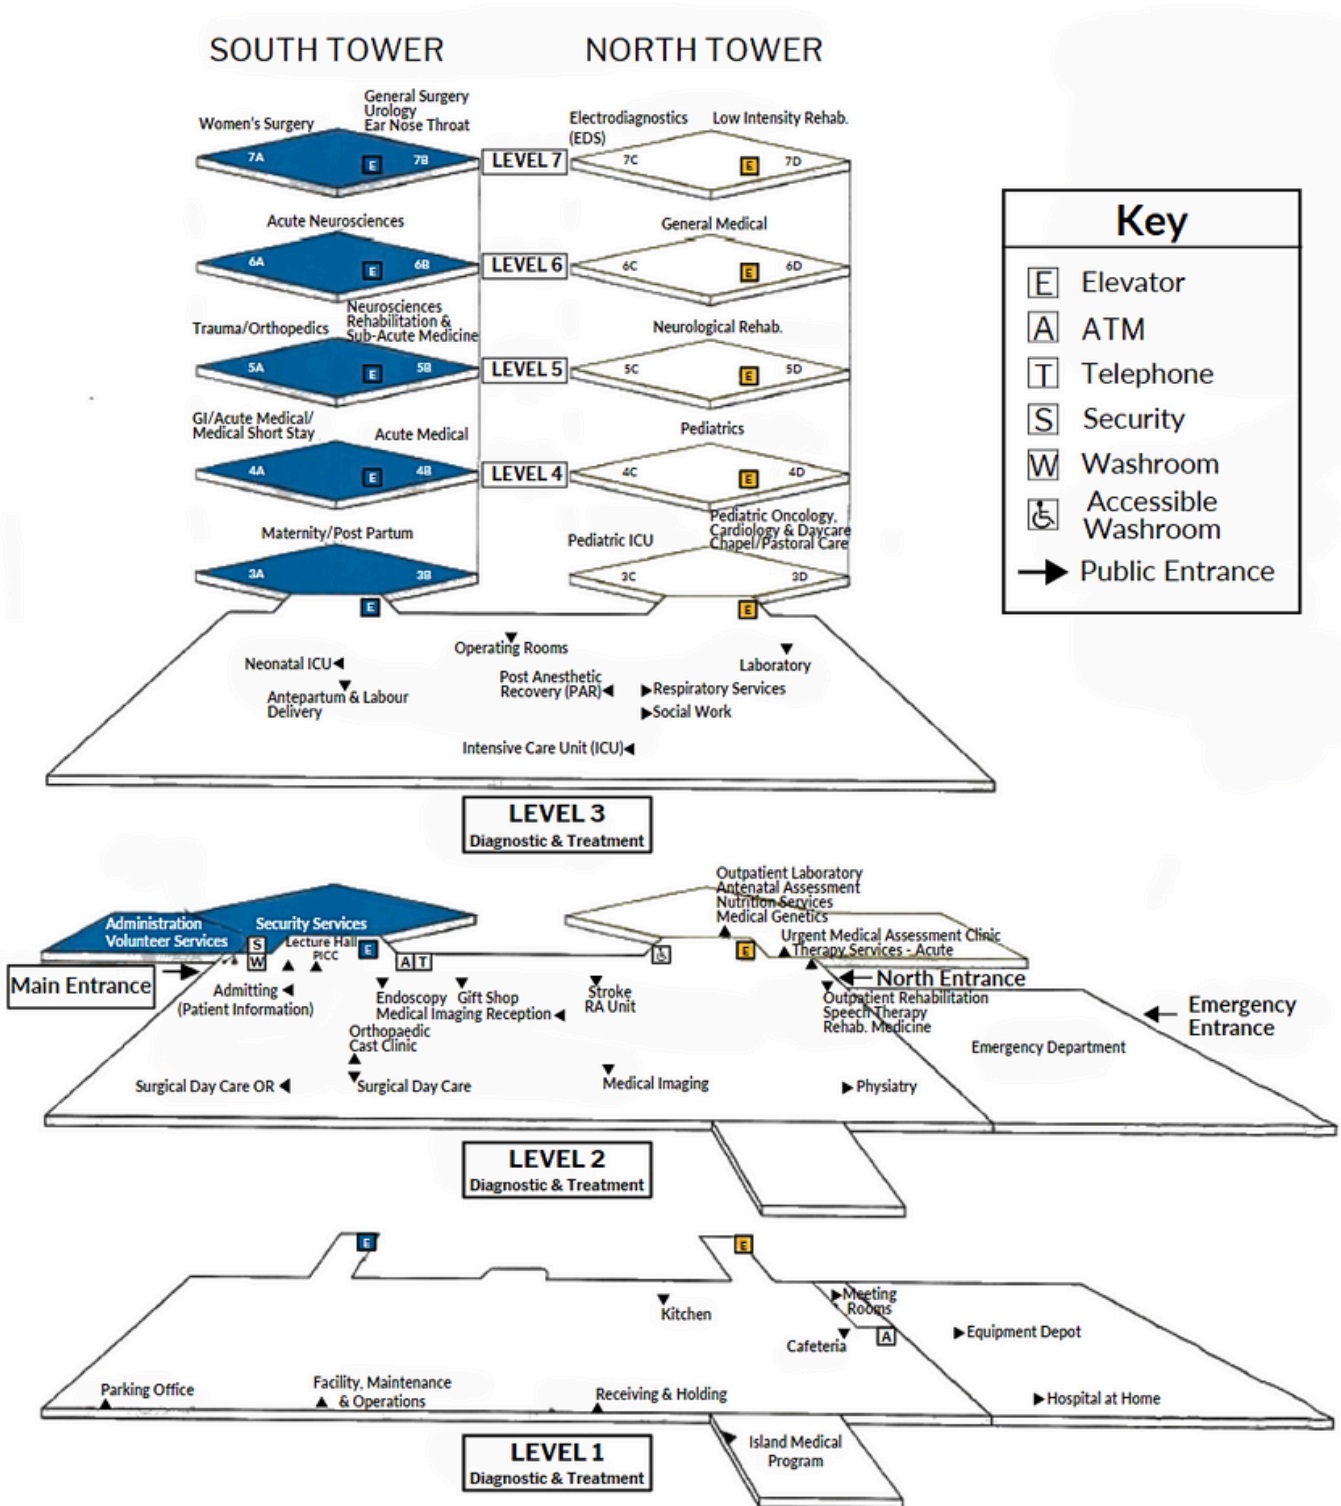 SOUTH TOWER
NORTH TOWER
Women's Surgery
General Surgery
Urology
Ear Nose Throat
7A
E
7B
LEVEL 7
Electrodiagnostics
(EDS)
Low Intensity Rehab.
7C
E
7D
Acute Neurosciences
6A
E
6B
LEVEL 6
General Medical
6C
E
6D
Trauma/Orthopedics
Neurosciences
Rehabilitation &
Sub-Acute Medicine
5A
E
5B
LEVEL 5
Neurological Rehab.
5C
E
5D
GI/Acute Medical/
Medical Short Stay
Acute Medical
4A
E
4B
LEVEL 4
Pediatrics
4C
E
4D
Maternity/Post Partum
3A
3B
E
Pediatric ICU
Pediatric Oncology,
Cardiology & Daycare
Chapel/Pastoral Care
3C
3D
E
Key
E Elevator
A ATM
T Telephone
S Security
W Washroom
Accessible
Washroom
Public Entrance
Operating Rooms
Neonatal ICU
Antepartum & Labour
Delivery
Post Anesthetic
Recovery (PAR)
Laboratory
Respiratory Services
Social Work
Intensive Care Unit (ICU)
LEVEL 3
Diagnostic & Treatment
Administration
Volunteer Services
Security Services
S
W
Lecture Hall
PICC
E
A T
Outpatient Laboratory
Antenatal Assessment
Nutrition Services
Medical Genetics
E
Urgent Medical Assessment Clinic
Therapy Services - Acute
Main Entrance
North Entrance
Emergency
Entrance
Admitting
(Patient Information)
Endoscopy
Gift Shop
Medical Imaging Reception
Stroke
RA Unit
Outpatient Rehabilitation
Speech Therapy
Rehab. Medicine
Orthopaedic
Cast Clinic
Emergency Department
Surgical Day Care OR
Surgical Day Care
Medical Imaging
Physiatry
LEVEL 2
Diagnostic & Treatment
E
E
Kitchen
Meeting
Rooms
Cafeteria
A
Equipment Depot
Parking Office
Facility, Maintenance
& Operations
Receiving & Holding
Hospital at Home
LEVEL 1
Diagnostic & Treatment
Island Medical
Program